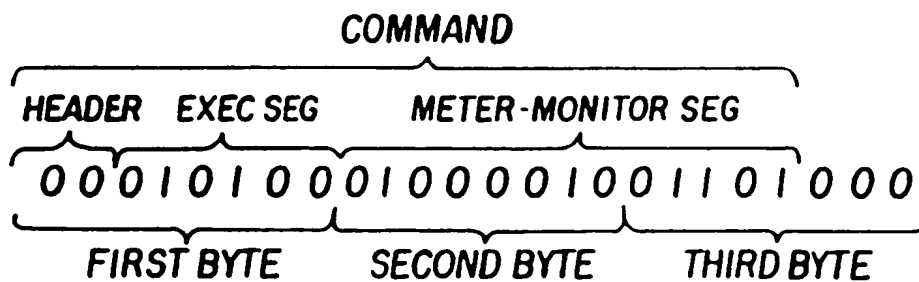 COMMAND
HEADER EXEC SEG METER-MONITOR SEG
0 0 0 1 0 1 0 0 0 1 0 0 0 0 1 0 0 1 1 0 1 0 0 0
FIRST BYTE SECOND BYTE THIRD BYTE